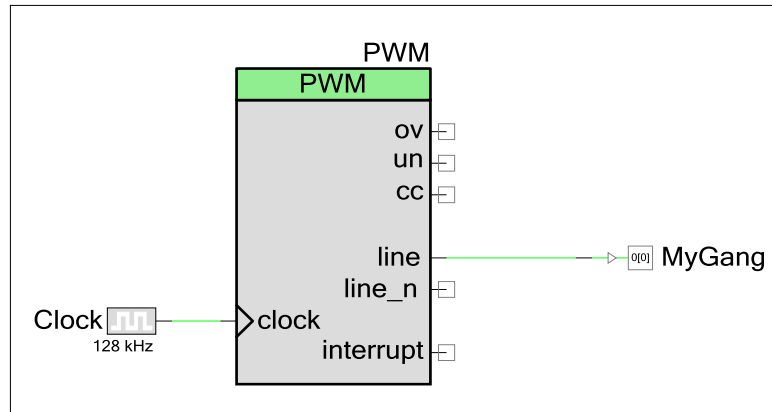 PWM
PWM
ov
un
cc
line
0[0] MyGang
line_n
Clock
128 kHz
clock
interrupt